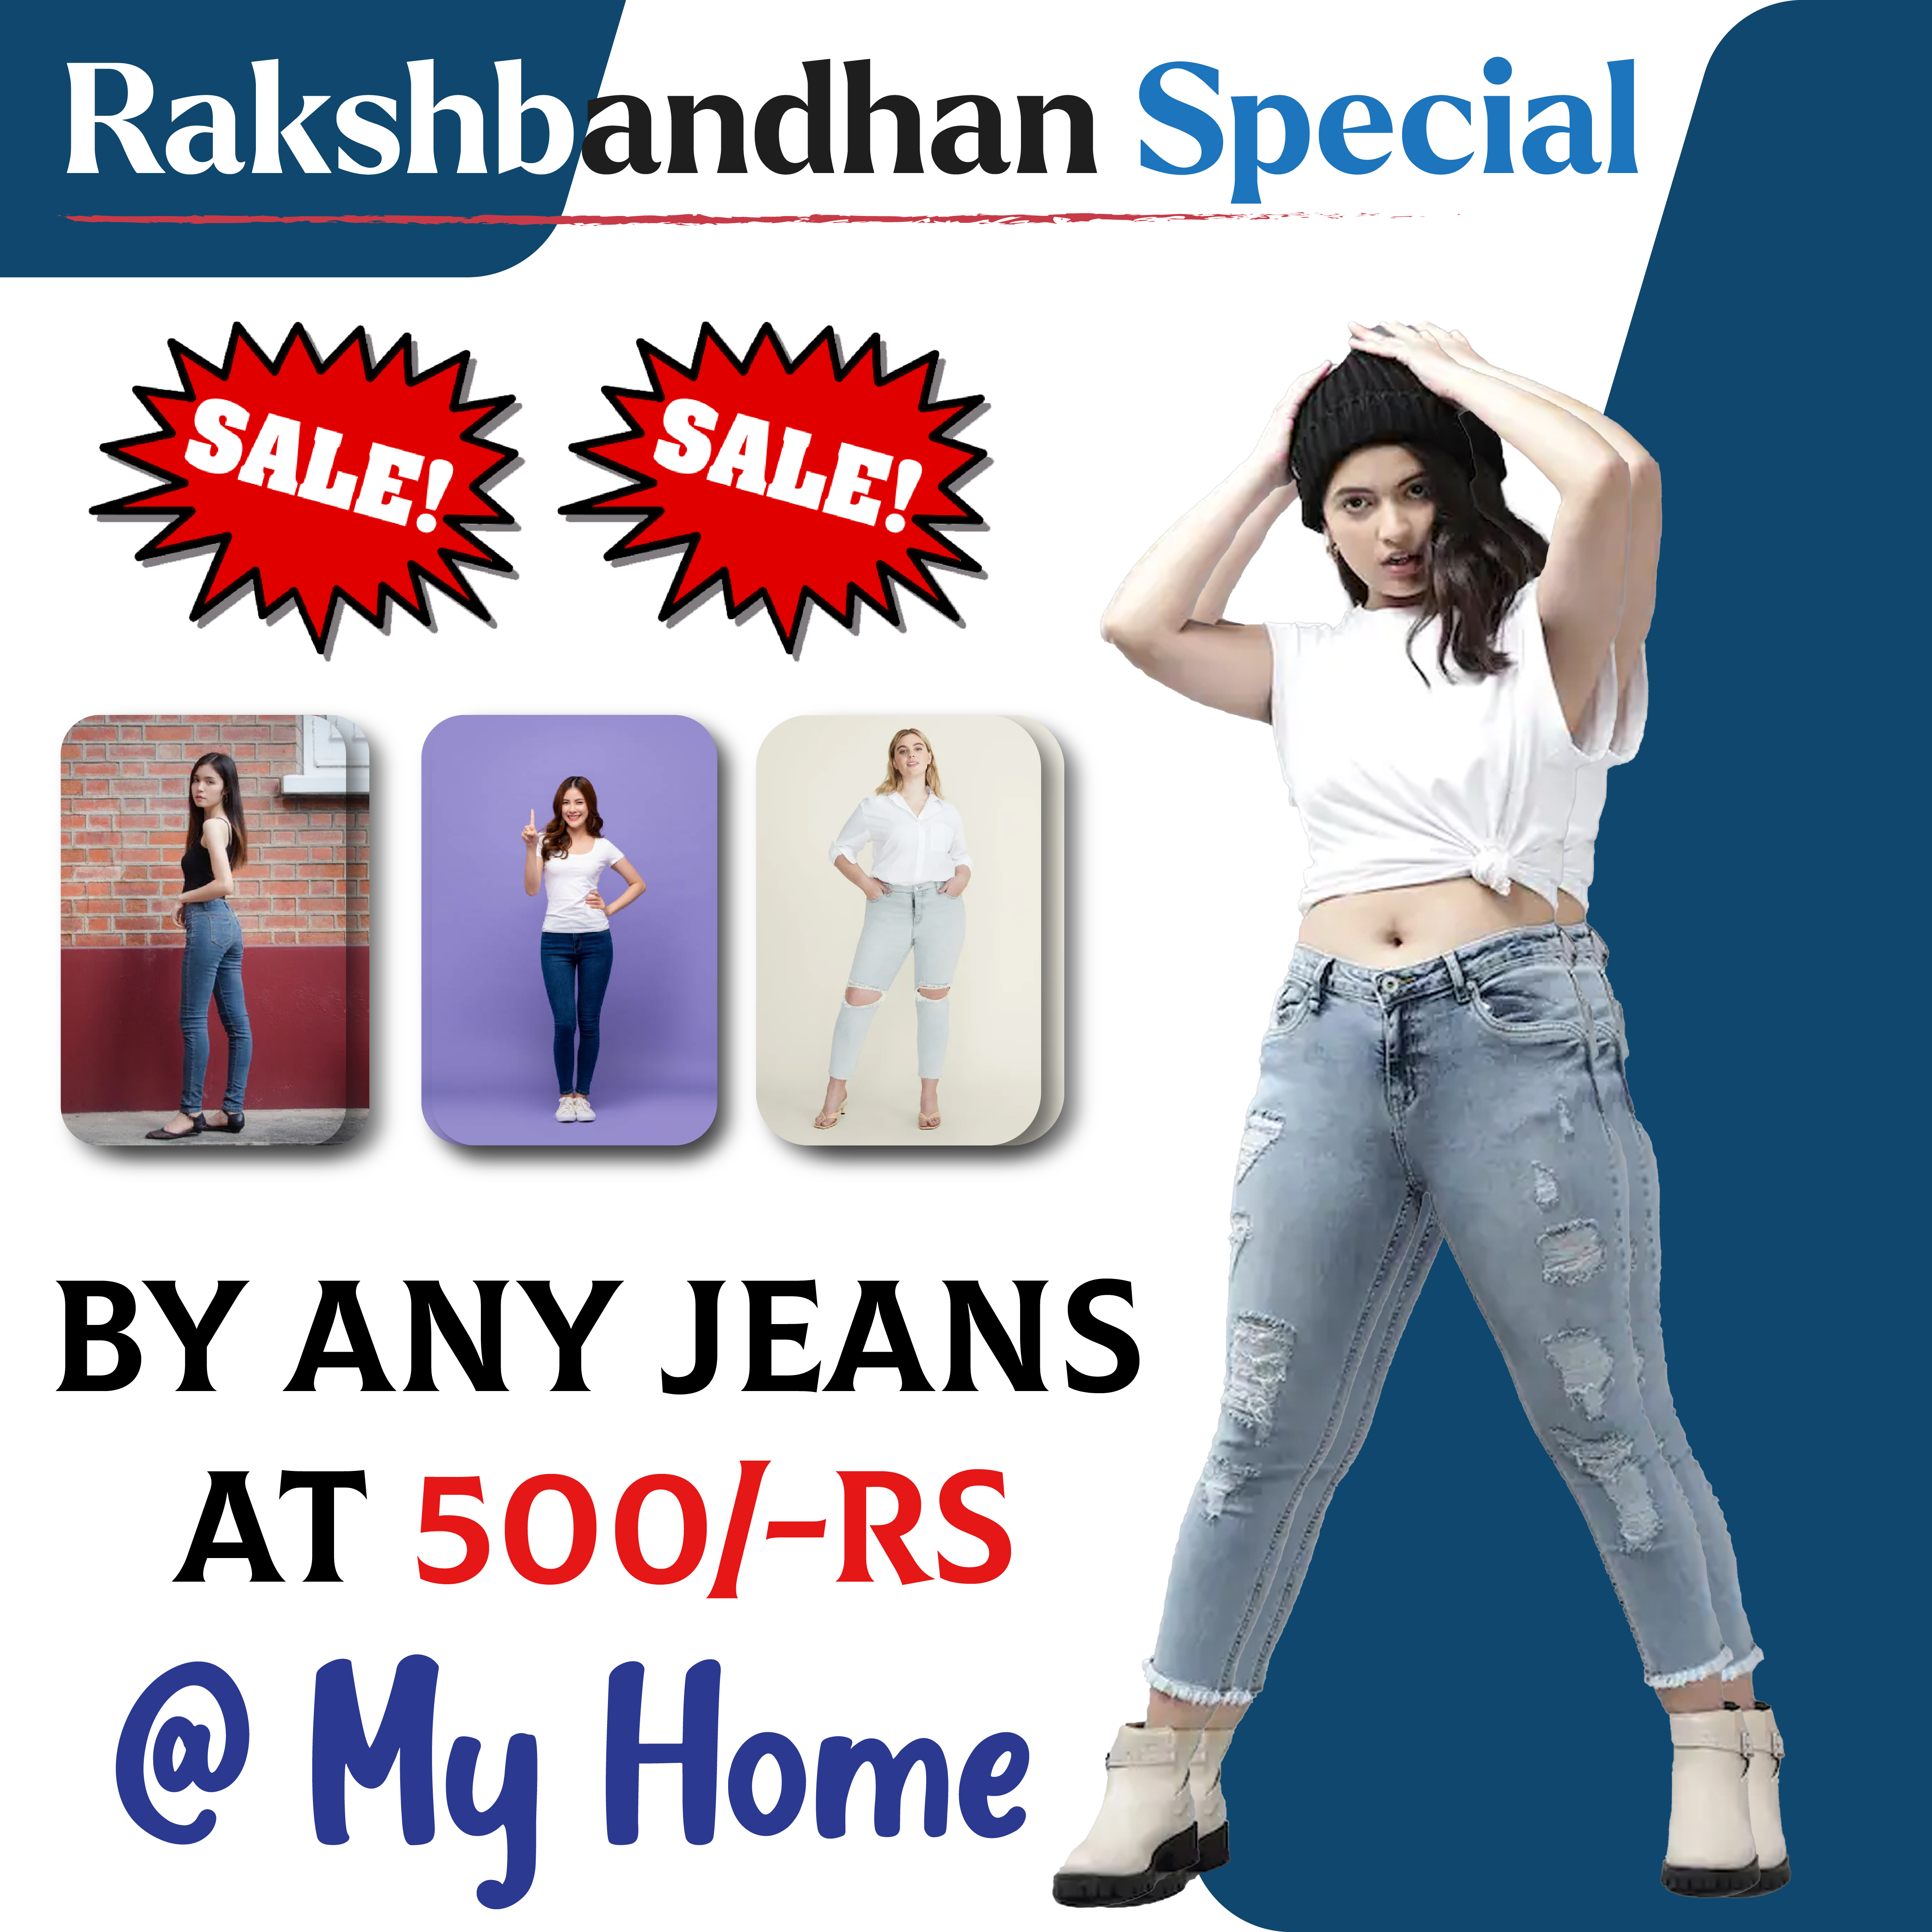 Rakshbandhan Special
SALE! SALE!
BY ANY JEANS
AT 500/-RS
@ My Home